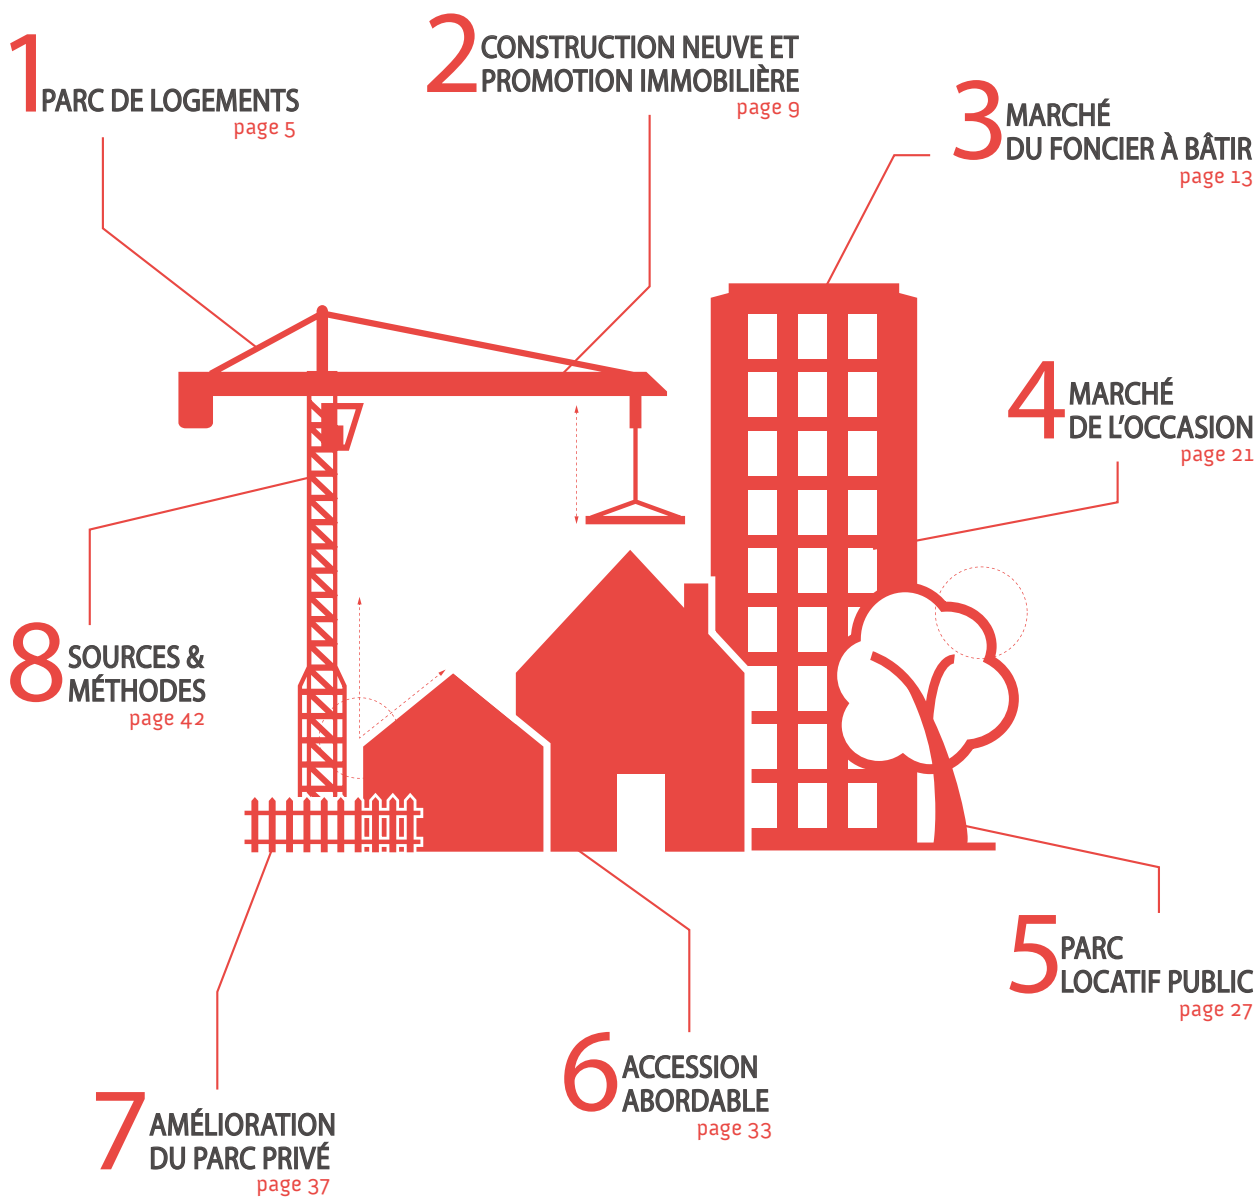 1
PARC DE LOGEMENTS
page 5
2
CONSTRUCTION NEUVE ET
PROMOTION IMMOBILIÈRE
page 9
3
MARCHÉ
DU FONCIER À BÂTIR
page 13
4
MARCHÉ
DE L’OCCASION
page 21
5
PARC
LOCATIF PUBLIC
page 27
6
ACCESSION
ABORDABLE
page 33
7
AMÉLIORATION
DU PARC PRIVÉ
page 37
8
SOURCES &
MÉTHODES
page 42